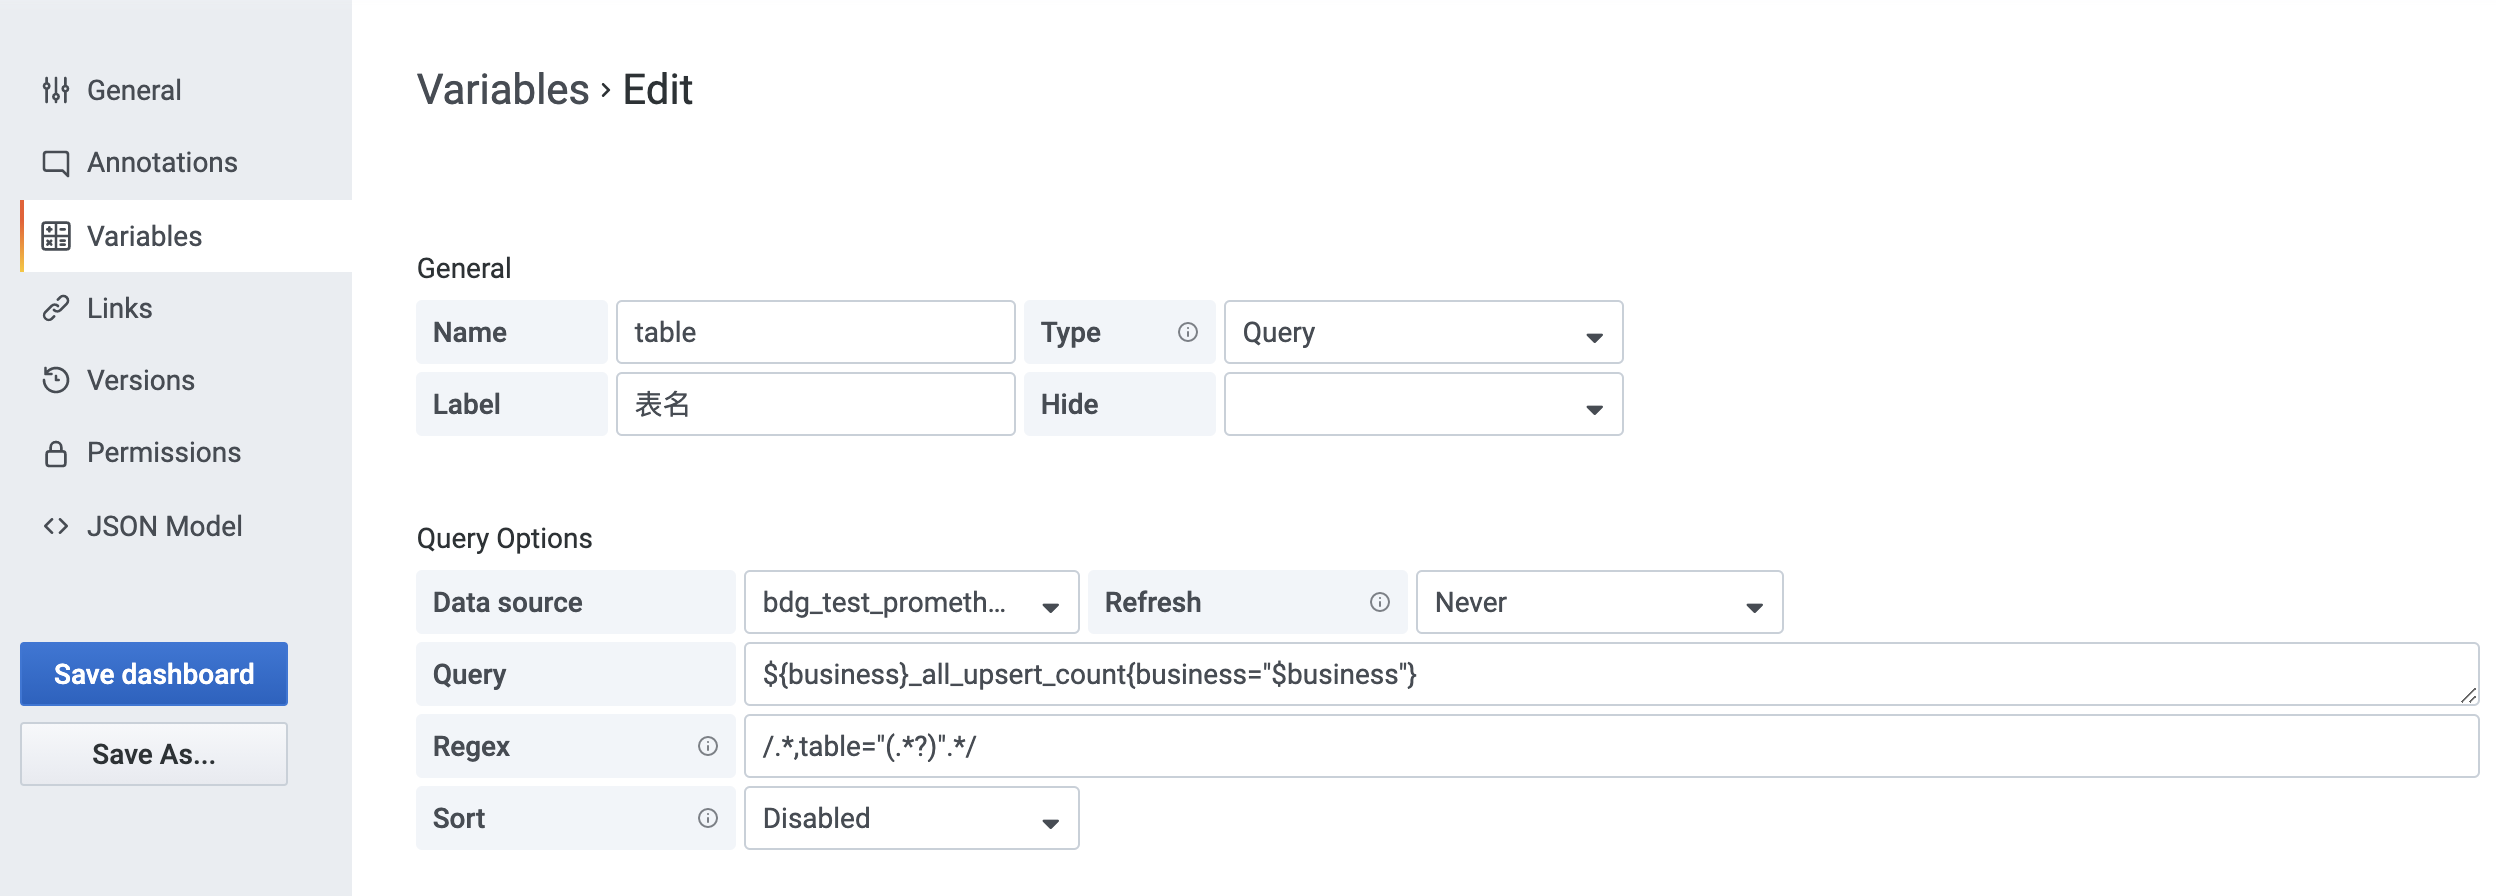 General
Annotations
Variables
Links
Versions
Permissions
JSON Model
Save dashboard
Save As...
Variables › Edit
General
Name table Type Query
Label 表名 Hide
Query Options
Data source bdg_test_prometh... Refresh Never
Query ${business}_all_upsert_count{business="$business"}
Regex /.*,table="(.*?)".*/
Sort Disabled